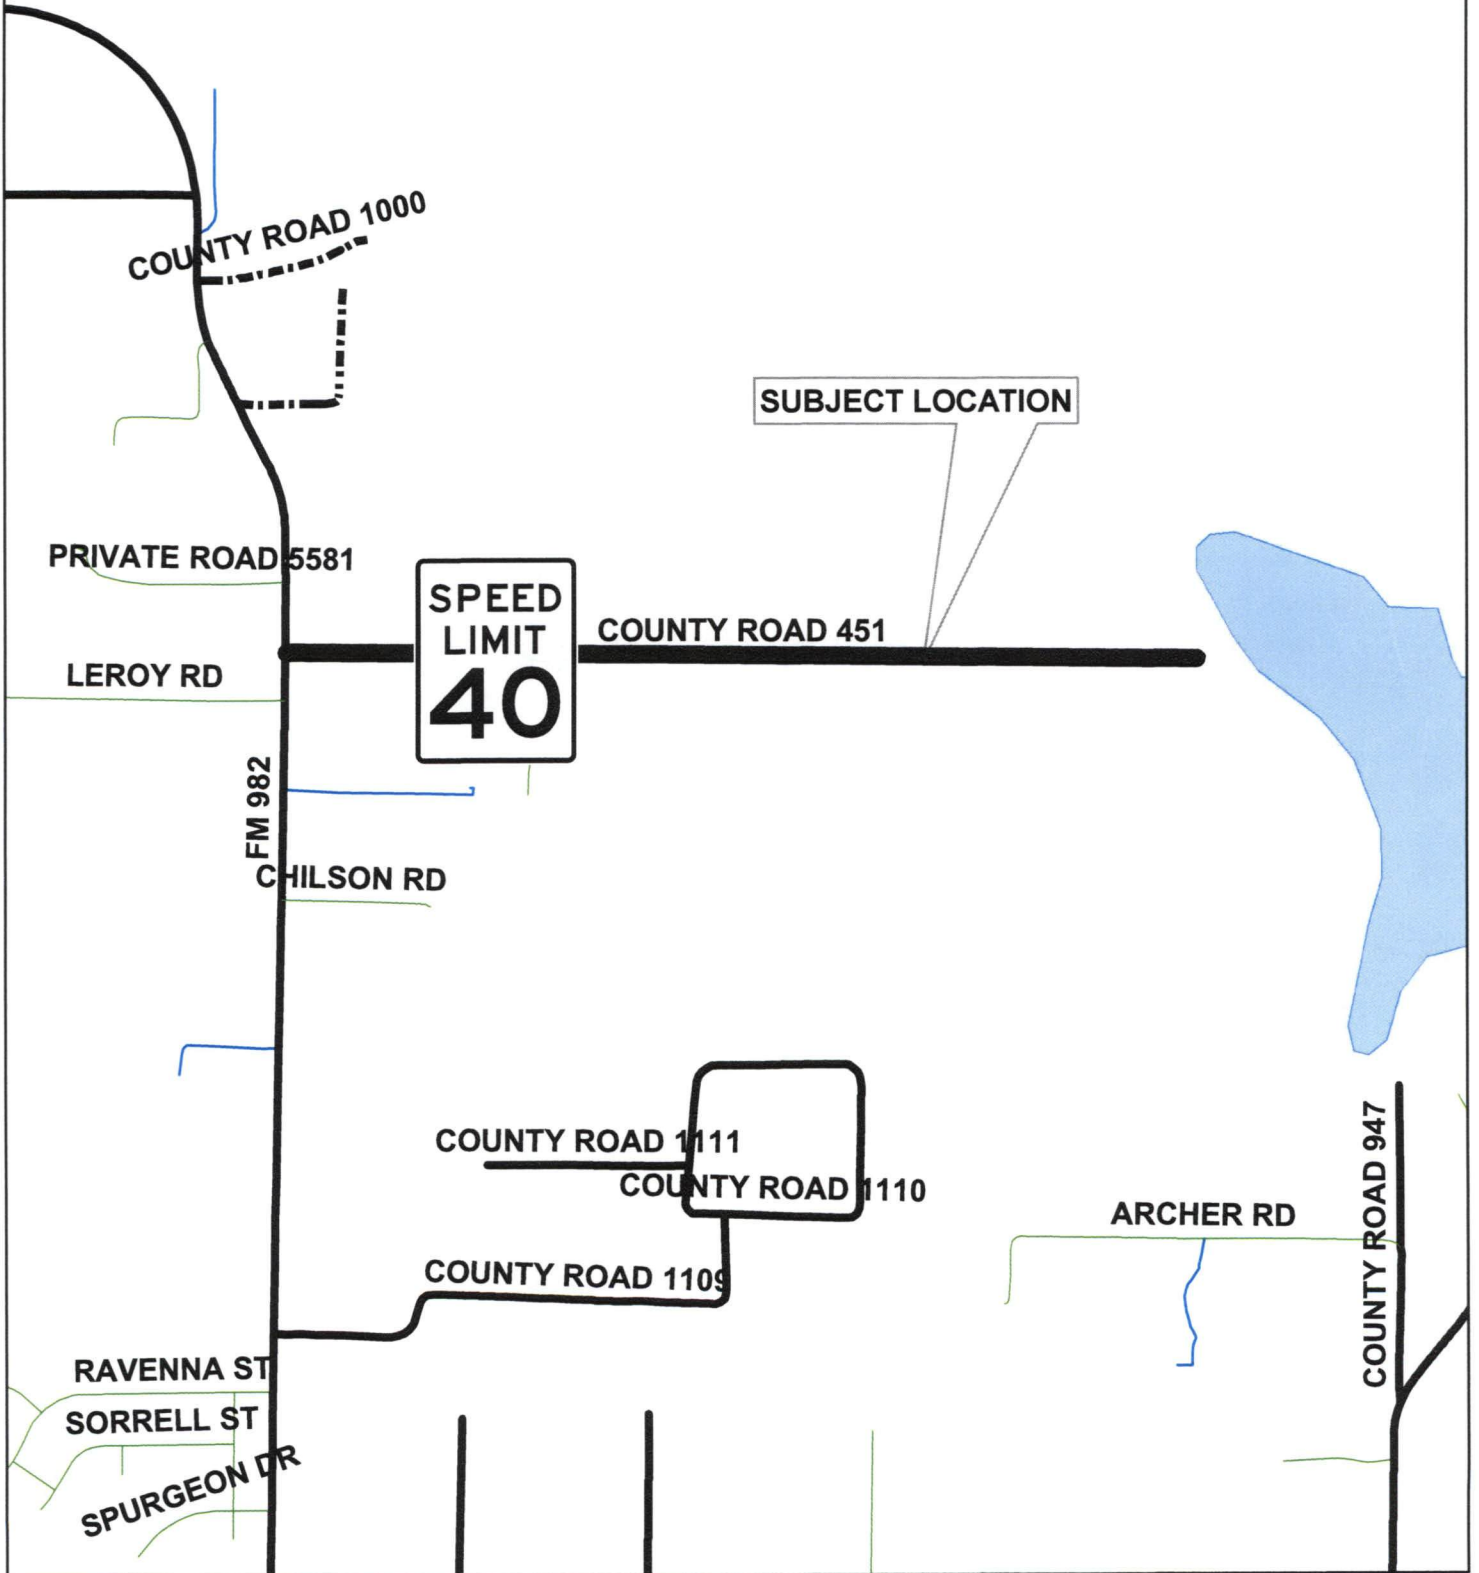 COUNTY ROAD 1000
SUBJECT LOCATION
PRIVATE ROAD 5581
SPEED
LIMIT
40
COUNTY ROAD 451
LEROY RD
FM 982
CHILSON RD
COUNTY ROAD 1111
COUNTY ROAD 1110
COUNTY ROAD 947
ARCHER RD
COUNTY ROAD 1109
RAVENNA ST
SORRELL ST
SPURGEON DR